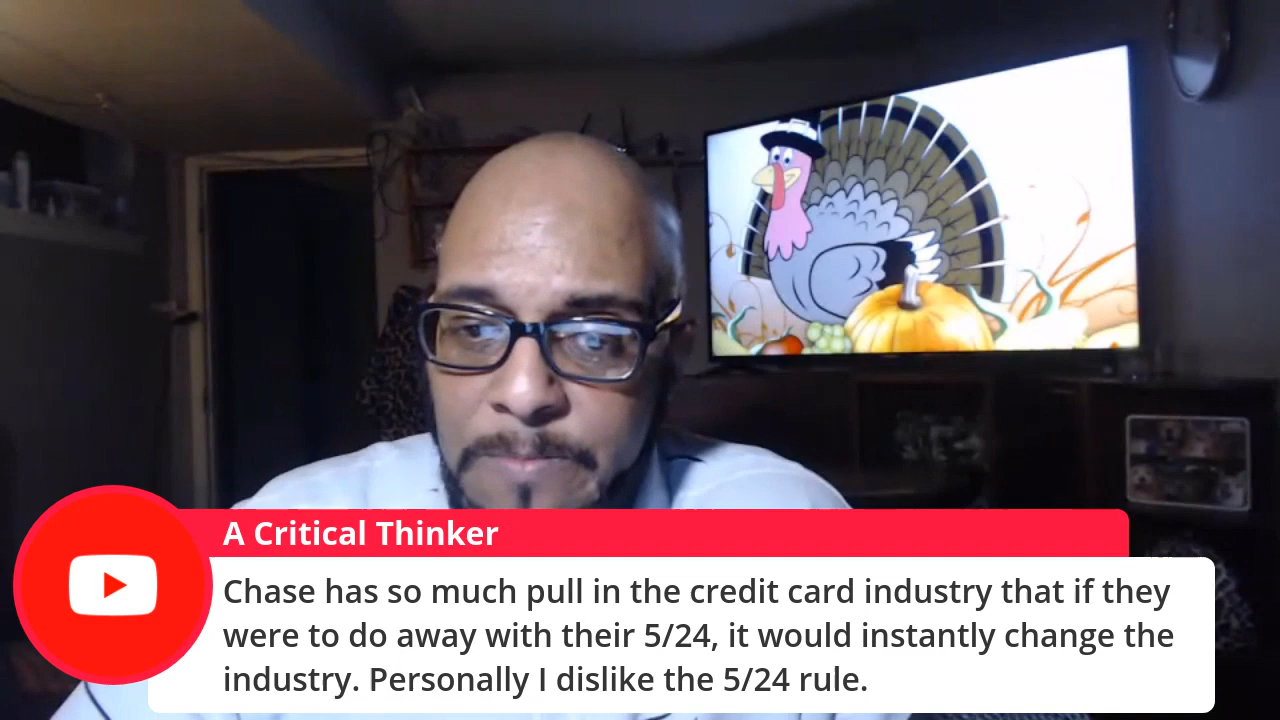 A Critical Thinker
Chase has so much pull in the credit card industry that if they
were to do away with their 5/24, it would instantly change the
industry. Personally I dislike the 5/24 rule.